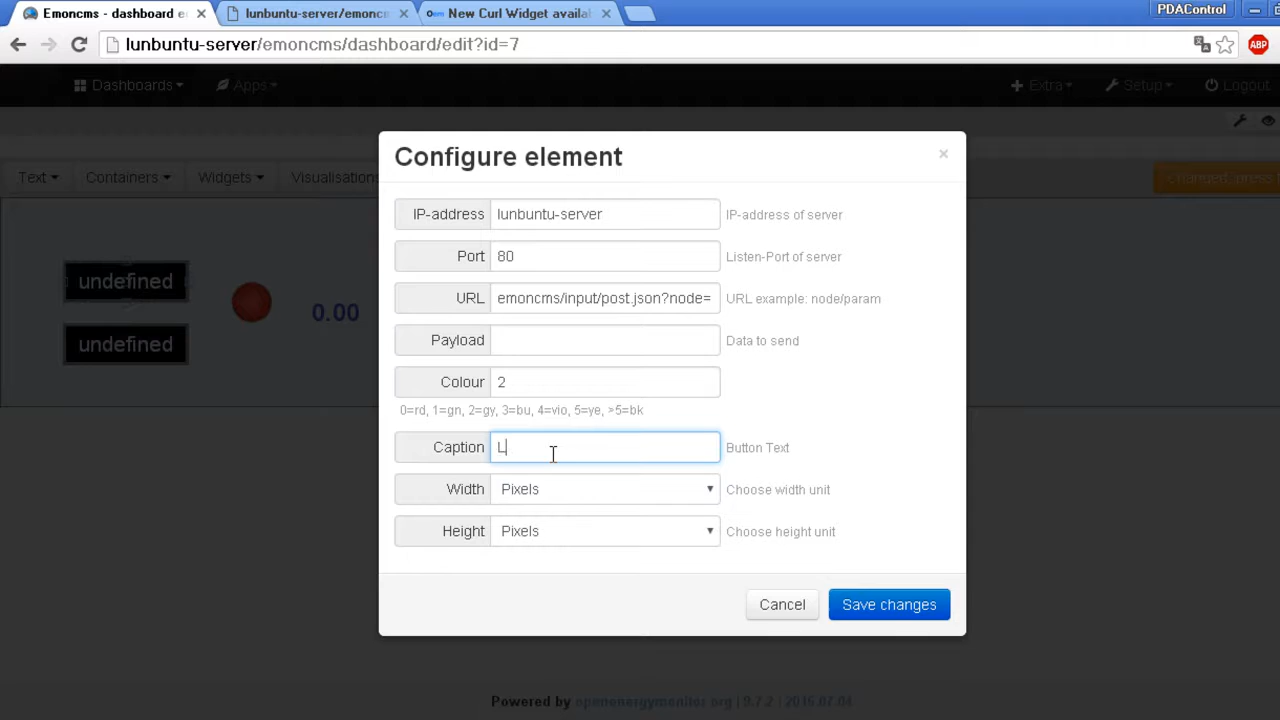 Emoncms - dashboard e
lunbuntu-server/emoncm
New Curl Widget availa
PDAControl
lunbuntu-server/emoncms/dashboard/edit?id=7
ABP
Dashboards
Apps
Extra
Setup
Logout
Configure element
×
Text
Containers
Widgets
Visualisations
Changed, press
IP-address
lunbuntu-server
IP-address of server
Port
80
Listen-Port of server
URL
emoncms/input/post.json?node=
URL example: node/param
Payload
Data to send
Colour
2
0=rd, 1=gn, 2=gy, 3=bu, 4=vio, 5=ye, >5=bk
Caption
L
Button Text
Width
Pixels
Choose width unit
Height
Pixels
Choose height unit
undefined
0.00
undefined
Cancel
Save changes
Powered by openenergymonitor.org | 9.7.2 | 2016.07.04